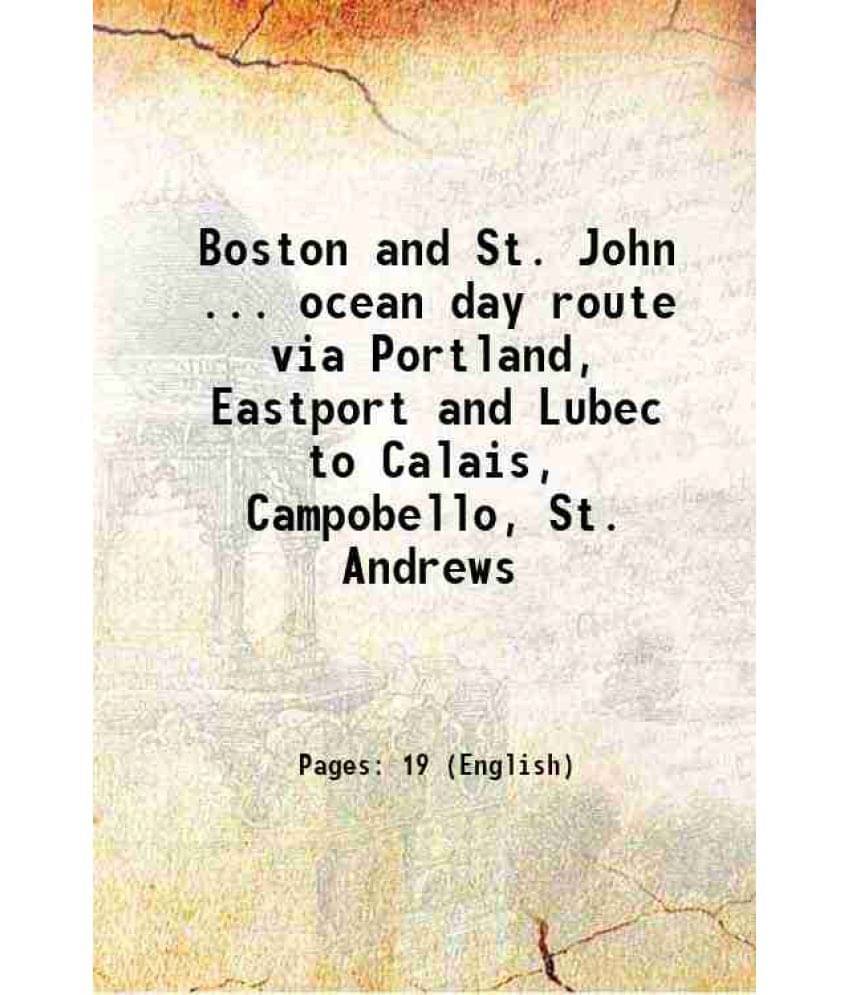 Boston and St. John
... ocean day route
via Portland,
Eastport and Lubec
to Calais,
Campobello, St.
Andrews
Pages: 19 (English)